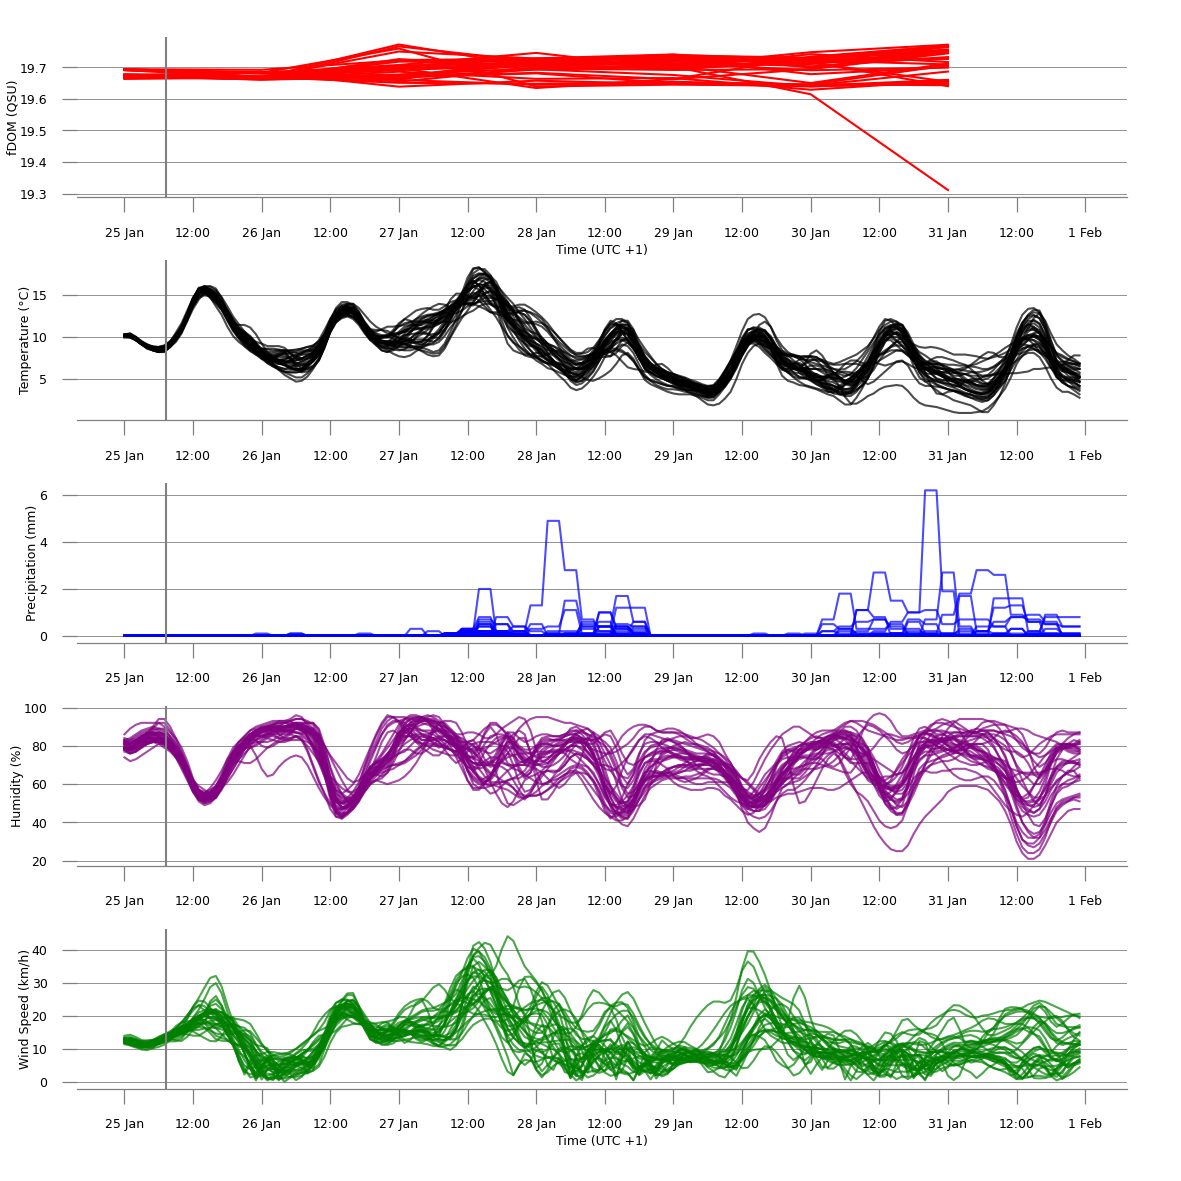 fDOM (QSU)
19.7
19.6
19.5
19.4
19.3
25 Jan 12:00 26 Jan 12:00 27 Jan 12:00 28 Jan 12:00 29 Jan 12:00 30 Jan 12:00 31 Jan 12:00 1 Feb
Time (UTC +1)
Temperature (°C)
15
10
5
25 Jan 12:00 26 Jan 12:00 27 Jan 12:00 28 Jan 12:00 29 Jan 12:00 30 Jan 12:00 31 Jan 12:00 1 Feb
Precipitation (mm)
6
4
2
0
25 Jan 12:00 26 Jan 12:00 27 Jan 12:00 28 Jan 12:00 29 Jan 12:00 30 Jan 12:00 31 Jan 12:00 1 Feb
Humidity (%)
100
80
60
40
20
25 Jan 12:00 26 Jan 12:00 27 Jan 12:00 28 Jan 12:00 29 Jan 12:00 30 Jan 12:00 31 Jan 12:00 1 Feb
Wind Speed (km/h)
40
30
20
10
0
25 Jan 12:00 26 Jan 12:00 27 Jan 12:00 28 Jan 12:00 29 Jan 12:00 30 Jan 12:00 31 Jan 12:00 1 Feb
Time (UTC +1)